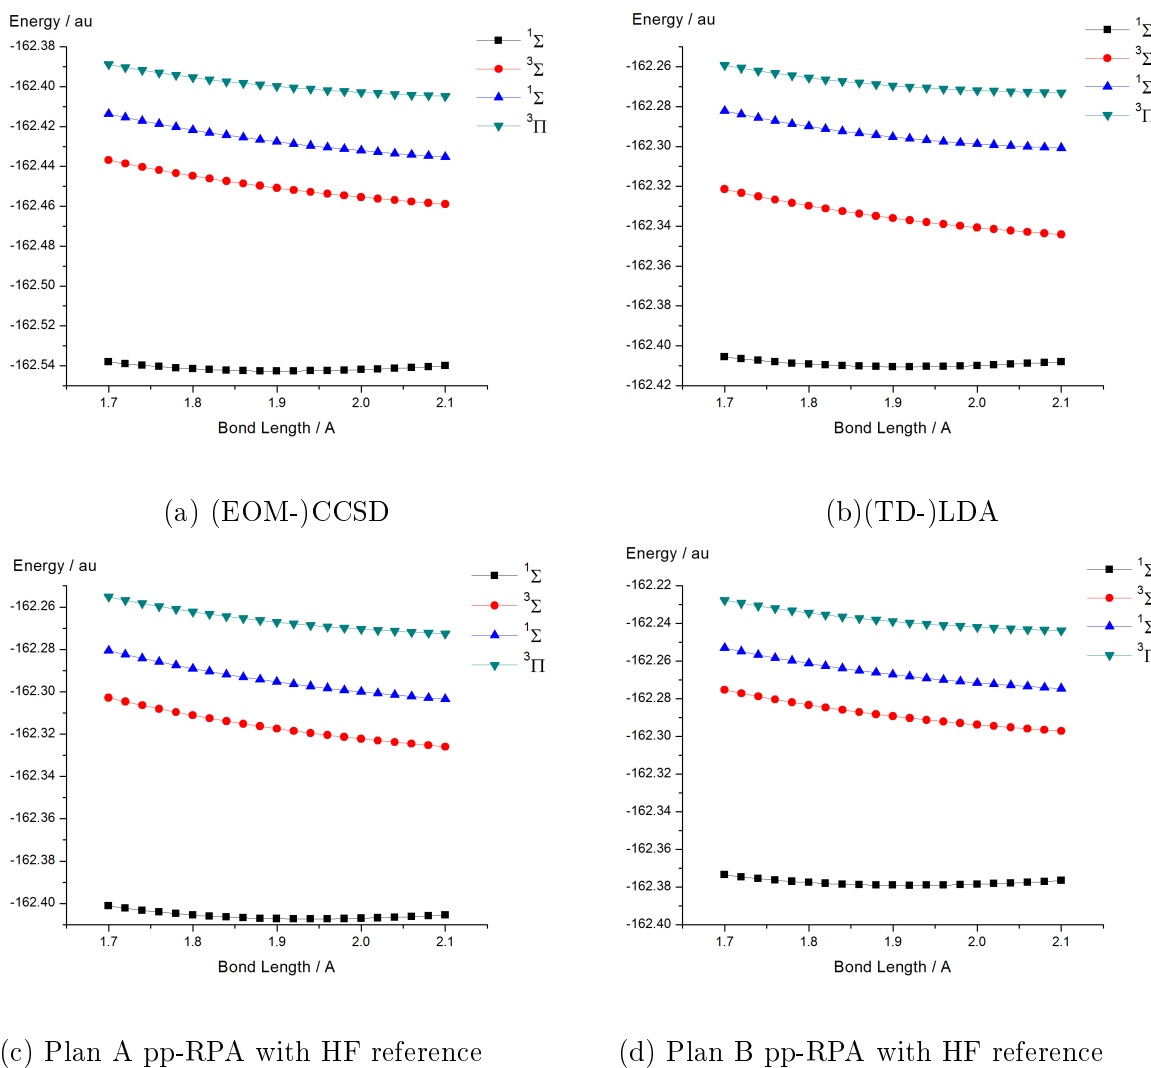 Energy / au
-162.38
-162.40
-162.42
-162.44
-162.46
-162.48
-162.50
-162.52
-162.54
1.7 1.8 1.9 2.0 2.1
Bond Length / A
¹Σ
³Σ
¹Σ
³Π
(a) (EOM-)CCSD
Energy / au
-162.26
-162.28
-162.30
-162.32
-162.34
-162.36
-162.38
-162.40
-162.42
1.7 1.8 1.9 2.0 2.1
Bond Length / A
¹Σ
³Σ
¹Σ
³Π
(b)(TD-)LDA
Energy / au
-162.26
-162.28
-162.30
-162.32
-162.34
-162.36
-162.38
-162.40
1.7 1.8 1.9 2.0 2.1
Bond Length / A
¹Σ
³Σ
¹Σ
³Π
(c) Plan A pp-RPA with HF reference
Energy / au
-162.22
-162.24
-162.26
-162.28
-162.30
-162.32
-162.34
-162.36
-162.38
-162.40
1.7 1.8 1.9 2.0 2.1
Bond Length / A
¹Σ
³Σ
¹Σ
³Π
(d) Plan B pp-RPA with HF reference